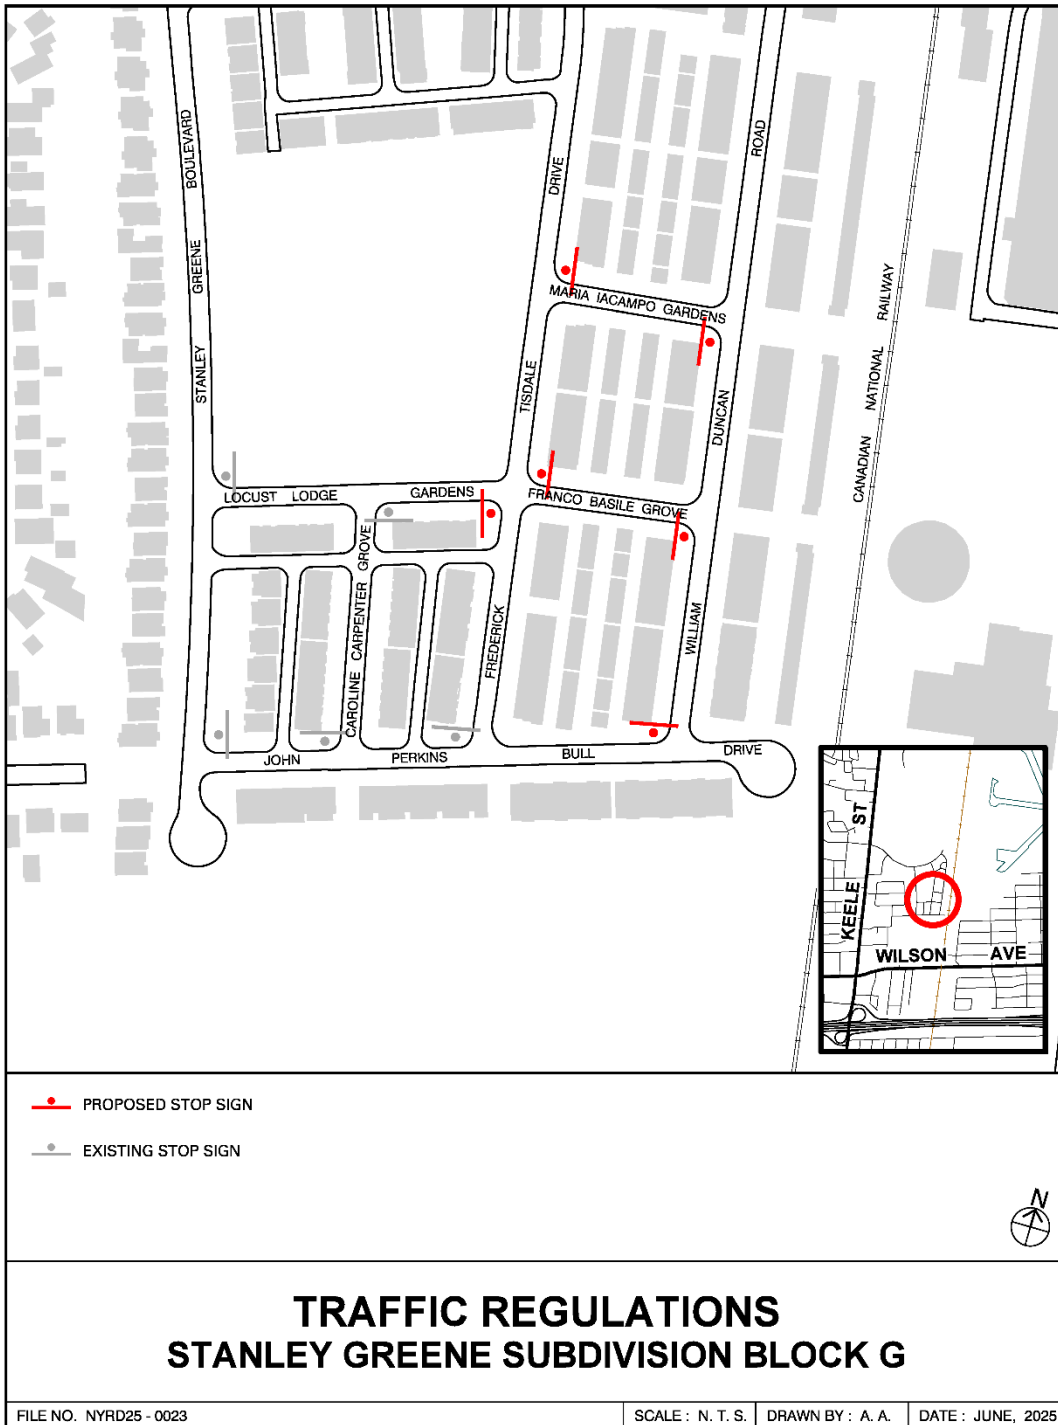 STANLEY GREENE BOULEVARD
FREDERICK TISDALE DRIVE
WILLIAM DUNCAN ROAD
CANADIAN NATIONAL RAILWAY
MARIA IACAMPO GARDENS
FRANCO BASILE GROVE
LOCUST LODGE GARDENS
CAROLINE CARPENTER GROVE
JOHN PERKINS BULL DRIVE
KEELE ST
WILSON AVE
PROPOSED STOP SIGN
EXISTING STOP SIGN
N
TRAFFIC REGULATIONS
STANLEY GREENE SUBDIVISION BLOCK G
FILE NO. NYRD25 - 0023
SCALE : N. T. S.
DRAWN BY : A. A.
DATE : JUNE, 2025